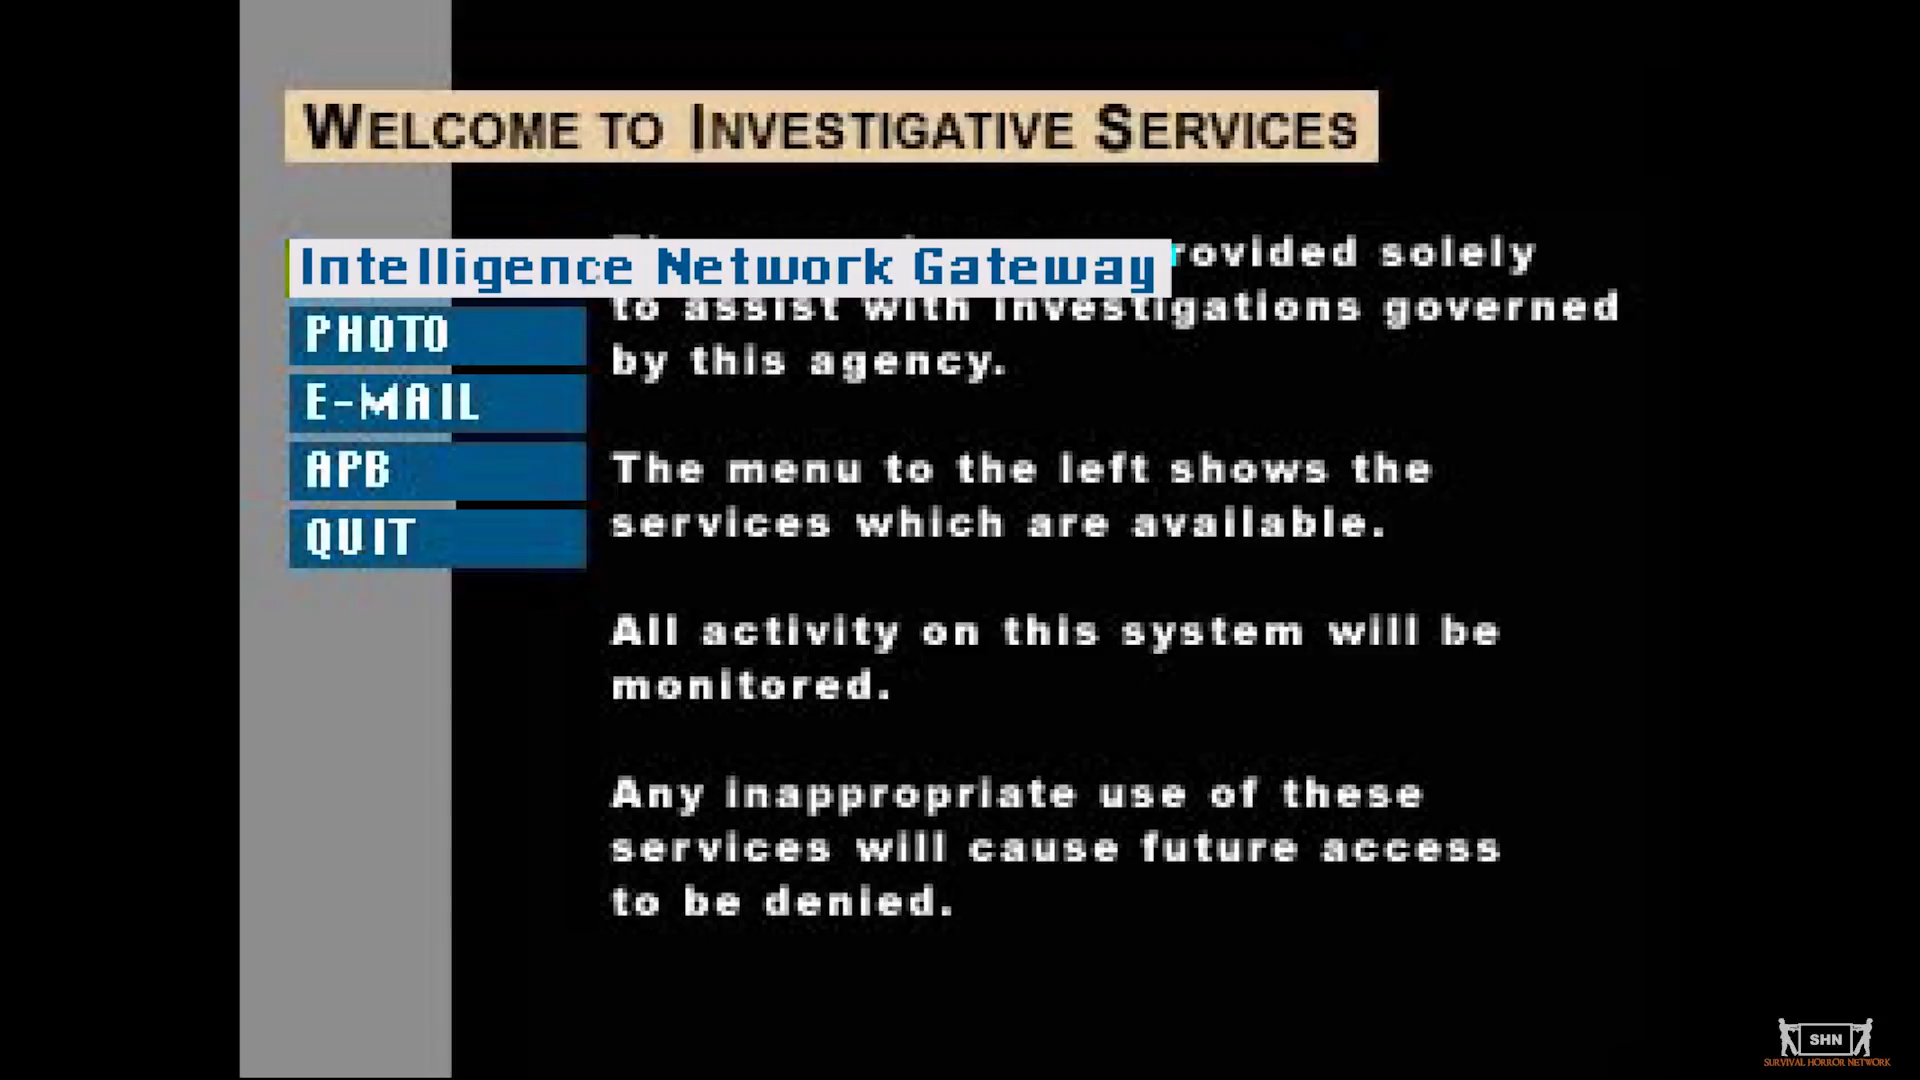 WELCOME TO INVESTIGATIVE SERVICES
Intelligence Network Gateway
PHOTO
E-MAIL
APB
QUIT
solely
to assist with investigations governed
by this agency.
The menu to the left shows the
services which are available.
All activity on this system will be
monitored.
Any inappropriate use of these
services will cause future access
to be denied.
SHN
SURVIVAL HORROR NETWORK